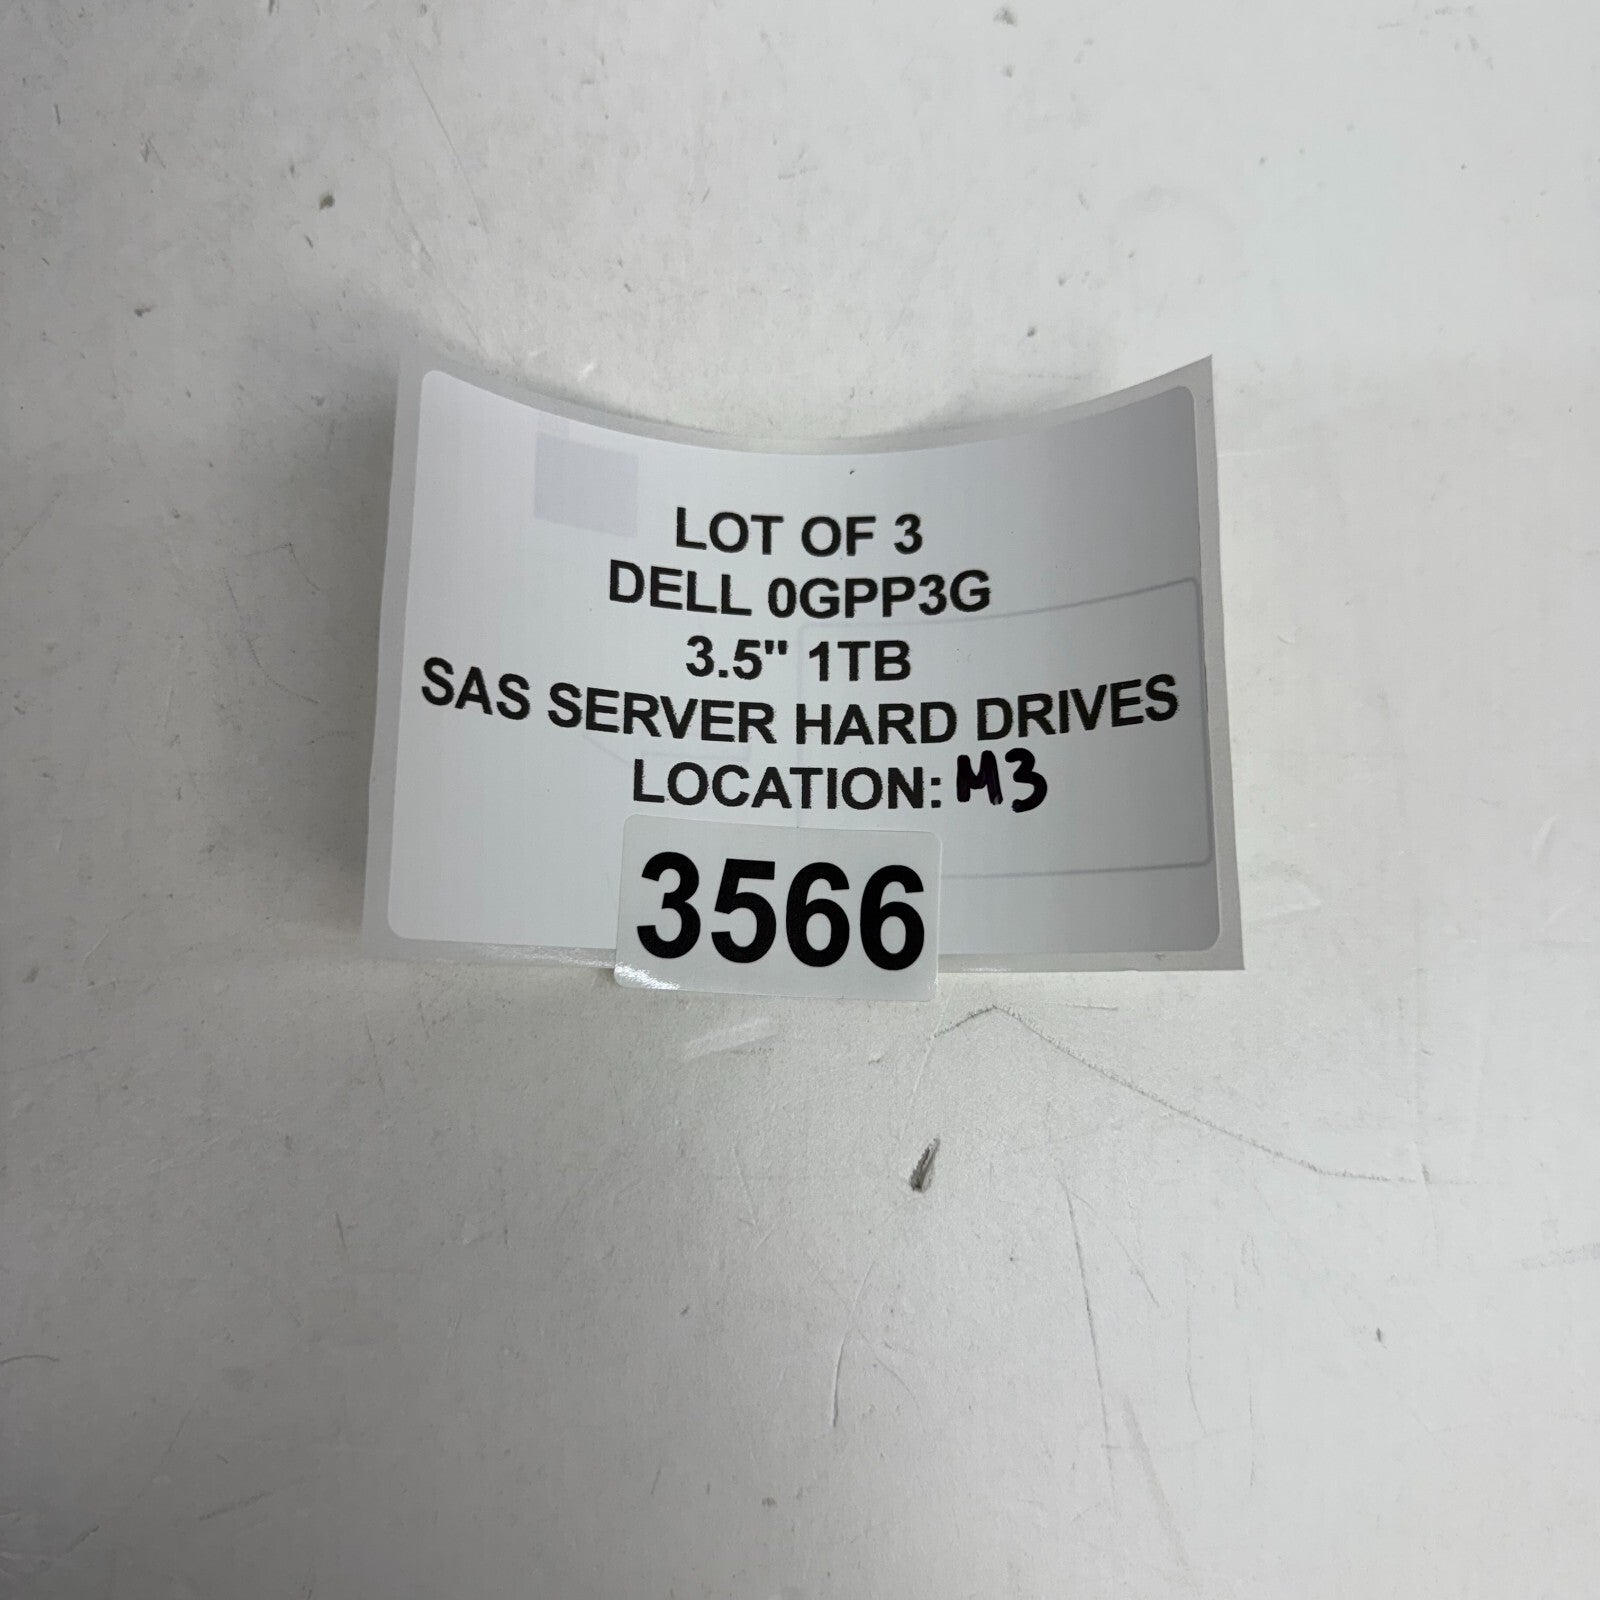 LOT OF 3
DELL 0GPP3G
3.5" 1TB
SAS SERVER HARD DRIVES
LOCATION: M3
3566